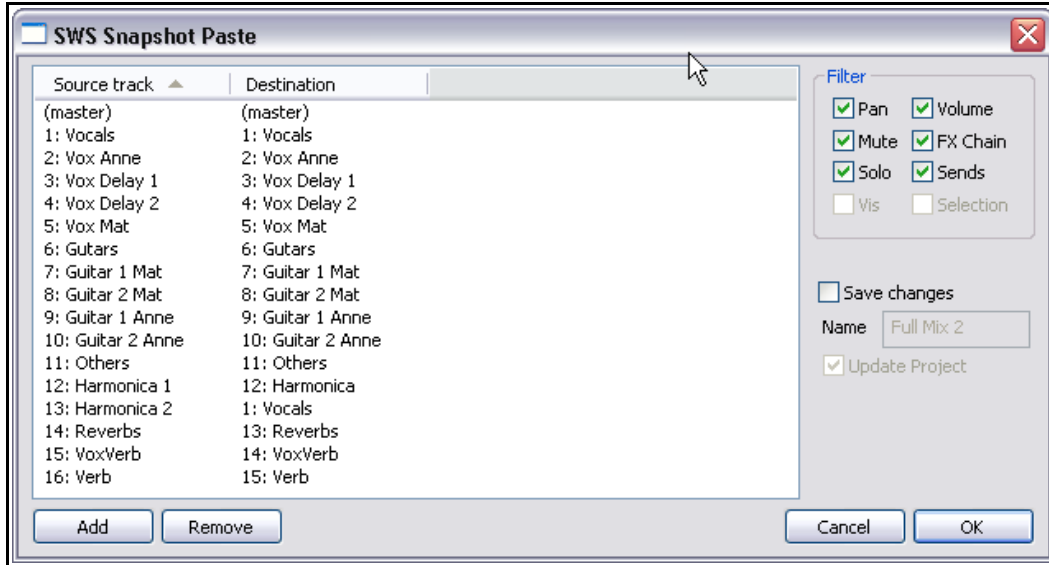 SWS Snapshot Paste
Source track Destination
(master) (master)
1: Vocals 1: Vocals
2: Vox Anne 2: Vox Anne
3: Vox Delay 1 3: Vox Delay 1
4: Vox Delay 2 4: Vox Delay 2
5: Vox Mat 5: Vox Mat
6: Gutars 6: Gutars
7: Guitar 1 Mat 7: Guitar 1 Mat
8: Guitar 2 Mat 8: Guitar 2 Mat
9: Guitar 1 Anne 9: Guitar 1 Anne
10: Guitar 2 Anne 10: Guitar 2 Anne
11: Others 11: Others
12: Harmonica 1 12: Harmonica
13: Harmonica 2 1: Vocals
14: Reverbs 13: Reverbs
15: VoxVerb 14: VoxVerb
16: Verb 15: Verb
Filter
Pan Volume
Mute FX Chain
Solo Sends
Vis Selection
Save changes
Name Full Mix 2
Update Project
Add Remove Cancel OK